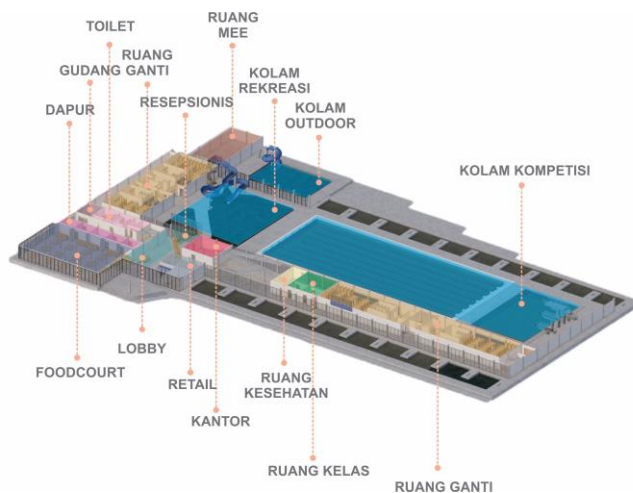 TOILET
RUANG
MEE
GUDANG
RUANG
GANTI
KOLAM
REKREASI
DAPUR
RESEPSIONIS
KOLAM
OUTDOOR
KOLAM KOMPETISI
FOODCOURT
LOBBY
RETAIL
KANTOR
RUANG
KESEHATAN
RUANG KELAS
RUANG GANTI